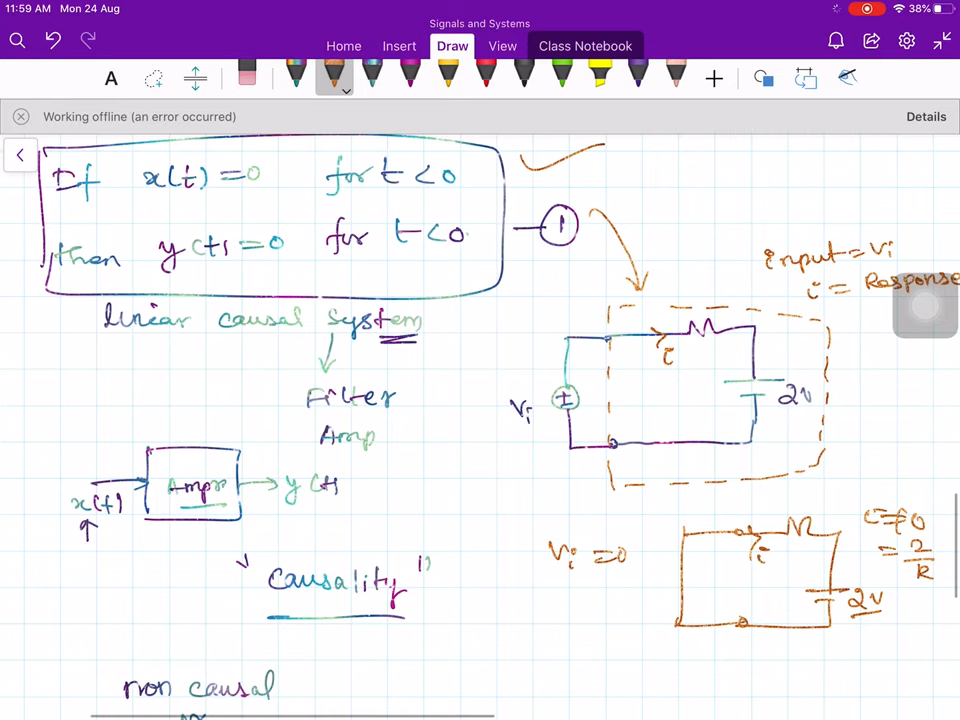 11:59 AM Mon 24 Aug
38%
Signals and Systems
Home Insert Draw View Class Notebook
A
Working offline (an error occurred)
Details
If x(t) = 0 for t < 0
then y(t) = 0 for t < 0
1
linear causal system
Filter
Amp
x(t)
Ampr
y(t)
" causality "
non causal
input = Vi
i = Response
Vi
i
2V
Vi = 0
i
2V
i ≠ 0
= 2/R